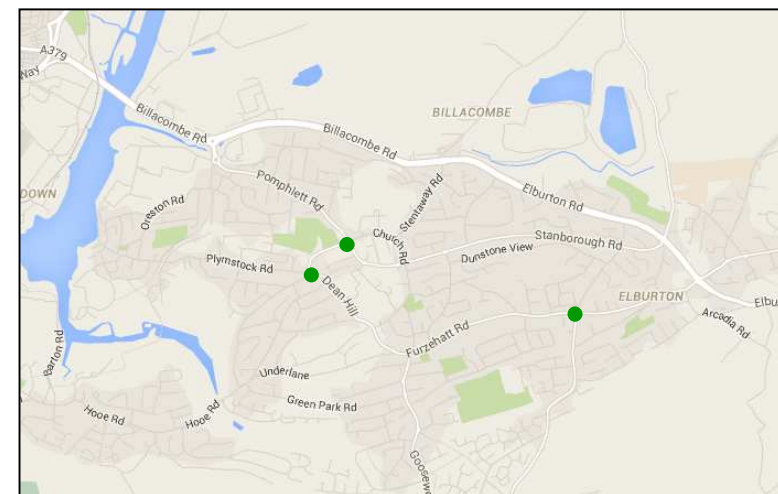 A379
Way
Billacombe Rd
BILLACOMBE
Billacombe Rd
Pomphlett Rd
Stentaway Rd
Elburton Rd
DOWN
Oreston Rd
Church Rd
Stanborough Rd
Dunstone View
Plymstock Rd
Dean Hill
ELBURTON
Elbu
Arcadia Rd
Furzehatt Rd
Barton Rd
Underlane
Green Park Rd
Hooe Rd
Hooe Rd
Goosewe